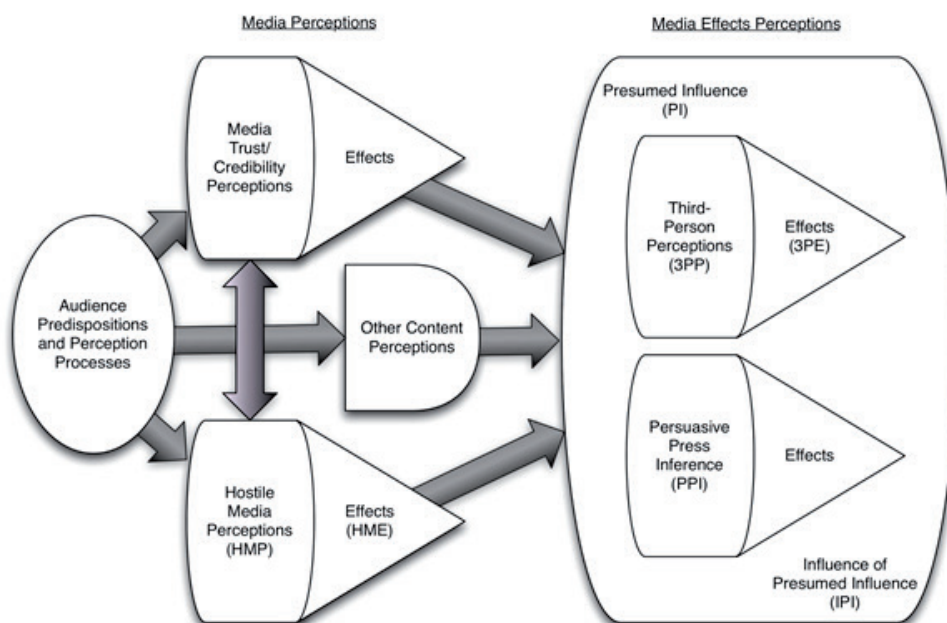 Media Perceptions
Media Effects Perceptions
Media
Trust/
Credibility
Perceptions
Effects
Audience
Predispositions
and Perception
Processes
Other Content
Perceptions
Hostile
Media
Perceptions
(HMP)
Effects
(HME)
Presumed Influence
(PI)
Third-
Person
Perceptions
(3PP)
Effects
(3PE)
Persuasive
Press
Inference
(PPI)
Effects
Influence of
Presumed Influence
(IPI)